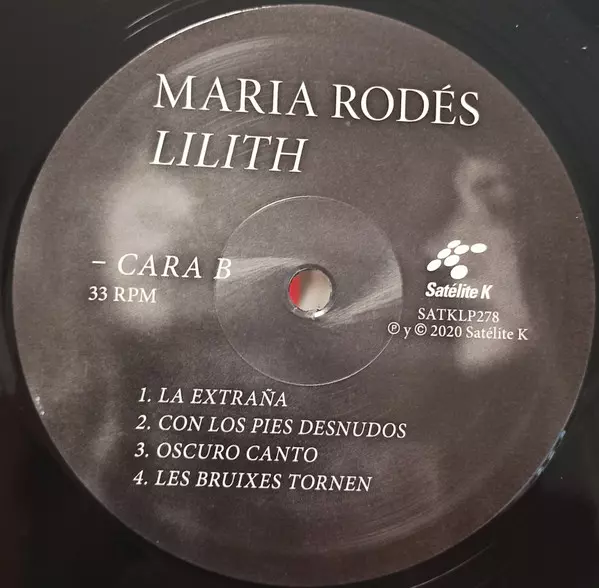 MARIA RODÉS
LILITH
– CARA B
33 RPM
Satélite K
SATKLP278
℗ y © 2020 Satélite K
1. LA EXTRAÑA
2. CON LOS PIES DESNUDOS
3. OSCURO CANTO
4. LES BRUIXES TORNEN